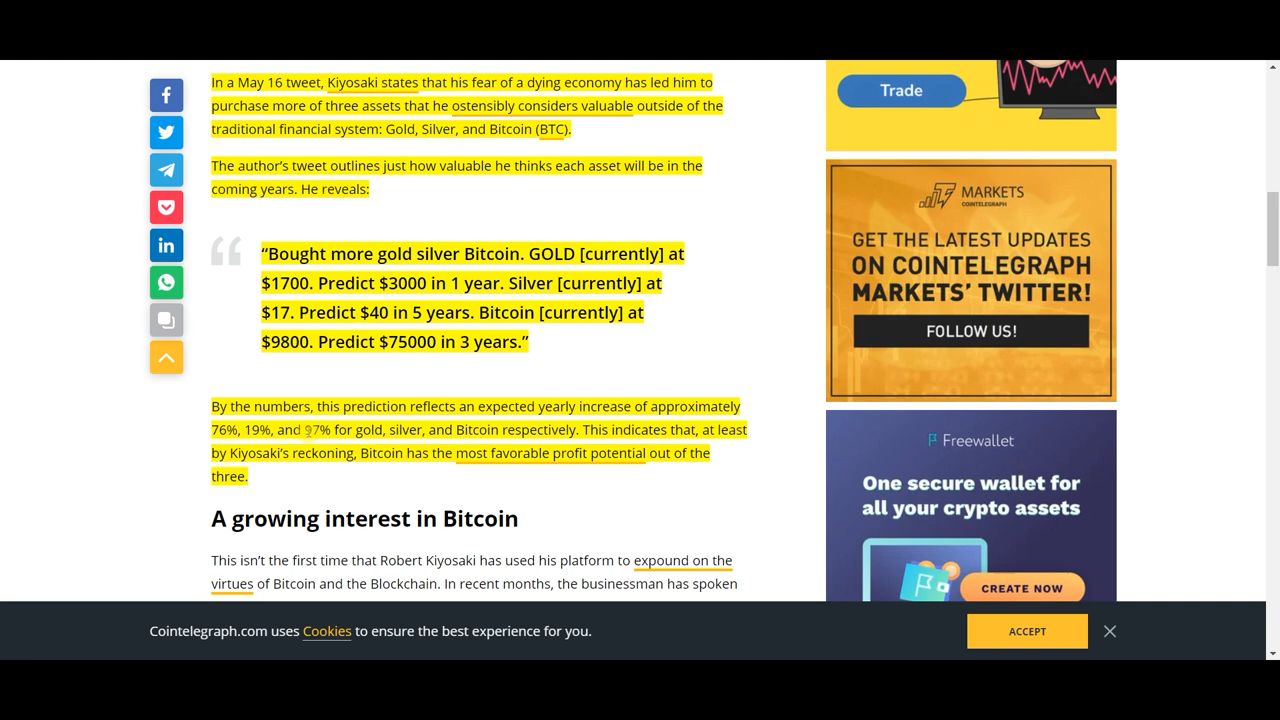 In a May 16 tweet, Kiyosaki states that his fear of a dying economy has led him to
purchase more of three assets that he ostensibly considers valuable outside of the
traditional financial system: Gold, Silver, and Bitcoin (BTC).
The author's tweet outlines just how valuable he thinks each asset will be in the
coming years. He reveals:
“Bought more gold silver Bitcoin. GOLD [currently] at
$1700. Predict $3000 in 1 year. Silver [currently] at
$17. Predict $40 in 5 years. Bitcoin [currently] at
$9800. Predict $75000 in 3 years.”
By the numbers, this prediction reflects an expected yearly increase of approximately
76%, 19%, and 97% for gold, silver, and Bitcoin respectively. This indicates that, at least
by Kiyosaki's reckoning, Bitcoin has the most favorable profit potential out of the
three.
A growing interest in Bitcoin
This isn't the first time that Robert Kiyosaki has used his platform to expound on the
virtues of Bitcoin and the Blockchain. In recent months, the businessman has spoken
Trade
MARKETS
COINTELEGRAPH
GET THE LATEST UPDATES
ON COINTELEGRAPH
MARKETS' TWITTER!
FOLLOW US!
Freewallet
One secure wallet for
all your crypto assets
CREATE NOW
Cointelegraph.com uses Cookies to ensure the best experience for you.
ACCEPT